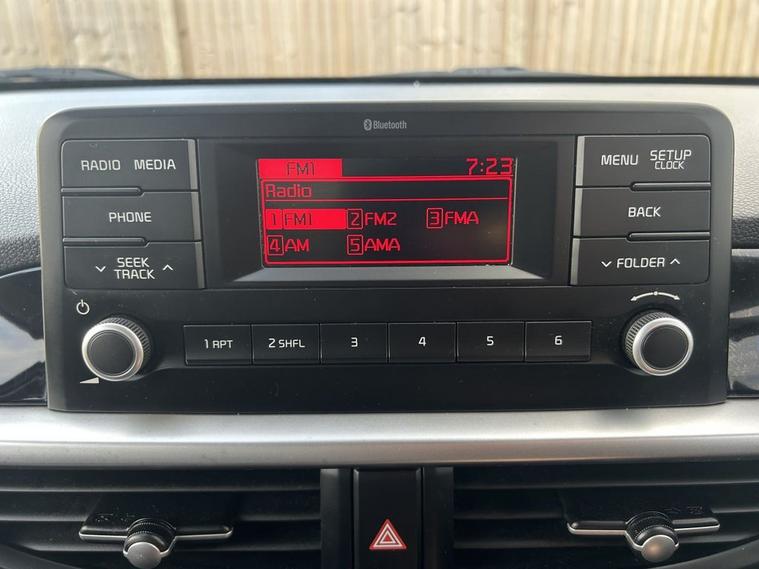 Bluetooth
RADIO MEDIA
PHONE
SEEK
TRACK
FM1 7:23
Radio
1 FM1 2 FM2 3 FMA
4 AM 5 AMA
MENU SETUP
CLOCK
BACK
FOLDER
1 RPT 2 SHFL 3 4 5 6